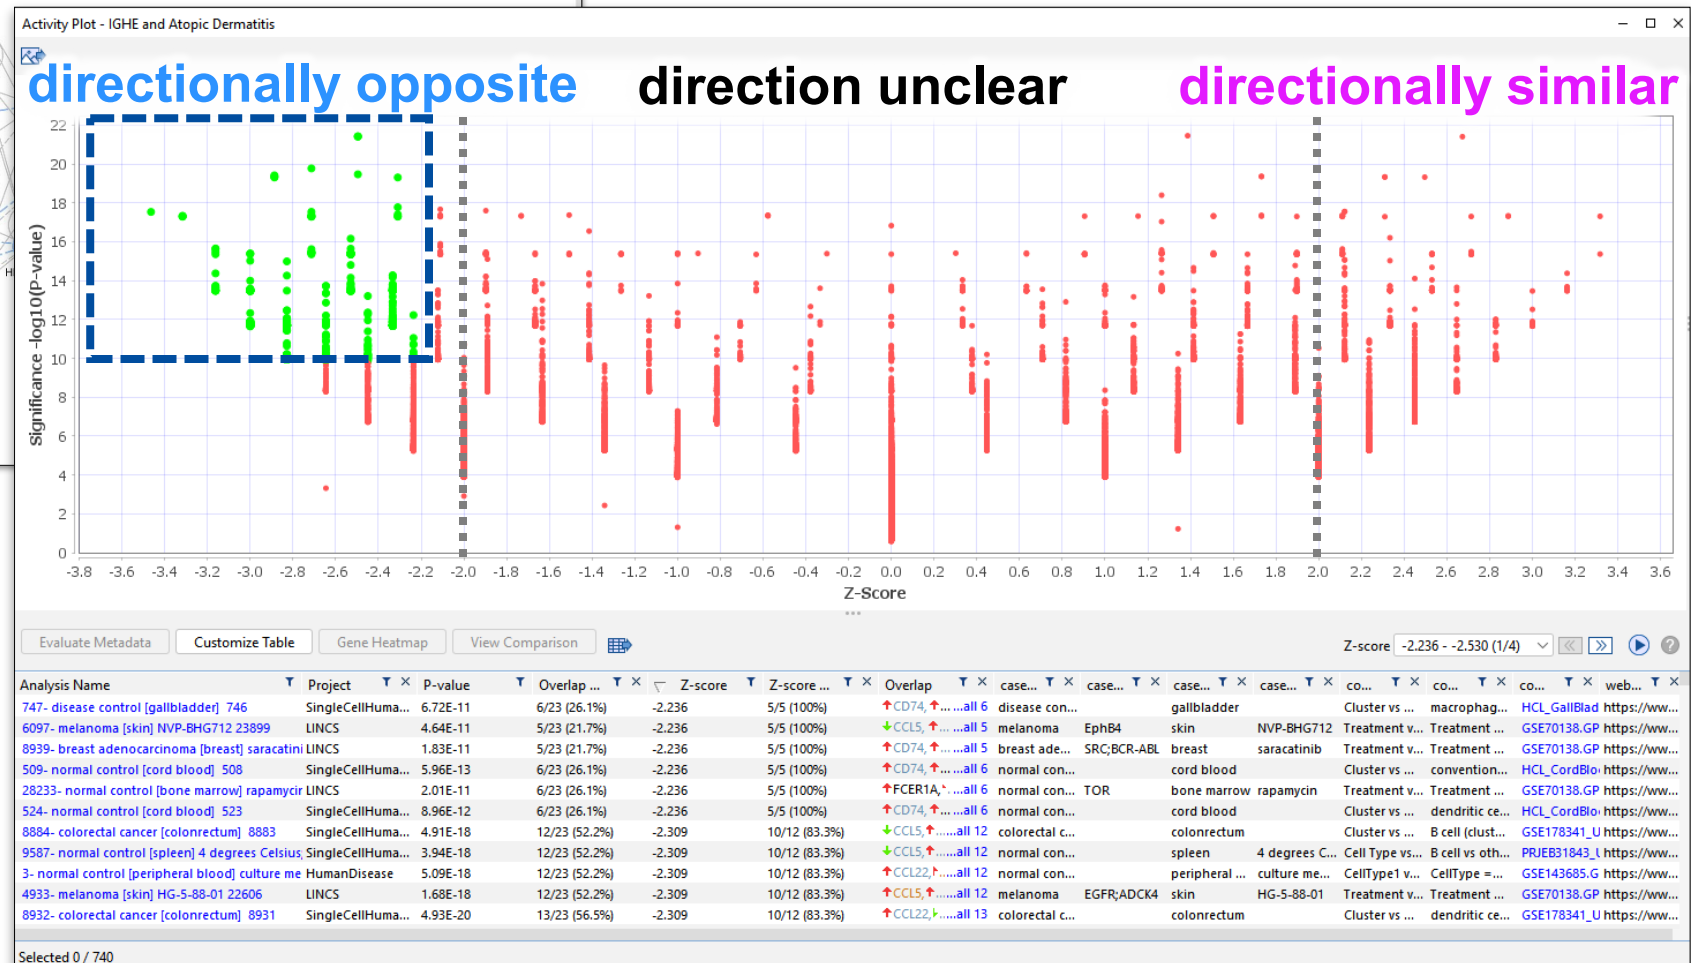 Activity Plot - IGHE and Atopic Dermatitis
directionally opposite direction unclear directionally similar
22
20
18
16
14
12
10
8
6
4
2
0
Significance -log10(P-value)
-3.8 -3.6 -3.4 -3.2 -3.0 -2.8 -2.6 -2.4 -2.2 -2.0 -1.8 -1.6 -1.4 -1.2 -1.0 -0.8 -0.6 -0.4 -0.2 0.0 0.2 0.4 0.6 0.8 1.0 1.2 1.4 1.6 1.8 2.0 2.2 2.4 2.6 2.8 3.0 3.2 3.4 3.6
Z-Score
Evaluate Metadata Customize Table Gene Heatmap View Comparison Z-score -2.236 - -2.530 (1/4)
Analysis Name Project P-value Overlap ... Z-score Z-score ... Overlap case... case... case... case... co... co... co... web...
747- disease control [gallbladder] 746 SingleCellHuma... 6.72E-11 6/23 (26.1%) -2.236 5/5 (100%) ↑CD74, ↑... ...all 6 disease con... gallbladder Cluster vs ... macrophag... HCL_GallBlad https://ww...
6097- melanoma [skin] NVP-BHG712 23899 LINCS 4.64E-11 5/23 (21.7%) -2.236 5/5 (100%) ↓CCL5, ↑... ...all 5 melanoma EphB4 skin NVP-BHG712 Treatment v... Treatment ... GSE70138.GP https://ww...
8939- breast adenocarcinoma [breast] saracatini LINCS 1.83E-11 5/23 (21.7%) -2.236 5/5 (100%) ↑CD74, ↑... ...all 5 breast ade... SRC;BCR-ABL breast saracatinib Treatment v... Treatment ... GSE70138.GP https://ww...
509- normal control [cord blood] 508 SingleCellHuma... 5.96E-13 6/23 (26.1%) -2.236 5/5 (100%) ↑CD74, ↑... ...all 6 normal con... cord blood Cluster vs ... convention... HCL_CordBlo https://ww...
28233- normal control [bone marrow] rapamycir LINCS 2.01E-11 6/23 (26.1%) -2.236 5/5 (100%) ↑FCER1A, ... ...all 6 normal con... TOR bone marrow rapamycin Treatment v... Treatment ... GSE70138.GP https://ww...
524- normal control [cord blood] 523 SingleCellHuma... 8.96E-12 6/23 (26.1%) -2.236 5/5 (100%) ↑CD74, ↑... ...all 6 normal con... cord blood Cluster vs ... dendritic ce... HCL_CordBlo https://ww...
8884- colorectal cancer [colonrectum] 8883 SingleCellHuma... 4.91E-18 12/23 (52.2%) -2.309 10/12 (83.3%) ↓CCL5, ↑......all 12 colorectal c... colonrectum Cluster vs ... B cell (clust... GSE178341_U https://ww...
9587- normal control [spleen] 4 degrees Celsius; SingleCellHuma... 3.94E-18 12/23 (52.2%) -2.309 10/12 (83.3%) ↓CCL5, ↑......all 12 normal con... spleen 4 degrees C... Cell Type vs... B cell vs oth... PRJEB31843_U https://ww...
3- normal control [peripheral blood] culture me HumanDisease 5.09E-18 12/23 (52.2%) -2.309 10/12 (83.3%) ↑CCL22, ......all 12 normal con... peripheral ... culture me... CellType1 v... CellType =... GSE143685.G https://ww...
4933- melanoma [skin] HG-5-88-01 22606 LINCS 1.68E-18 12/23 (52.2%) -2.309 10/12 (83.3%) ↑CCL5, ↑......all 12 melanoma EGFR;ADCK4 skin HG-5-88-01 Treatment v... Treatment ... GSE70138.GP https://ww...
8932- colorectal cancer [colonrectum] 8931 SingleCellHuma... 4.93E-20 13/23 (56.5%) -2.309 10/12 (83.3%) ↑CCL22, ......all 13 colorectal c... colonrectum Cluster vs ... dendritic ce... GSE178341_U https://ww...
Selected 0 / 740